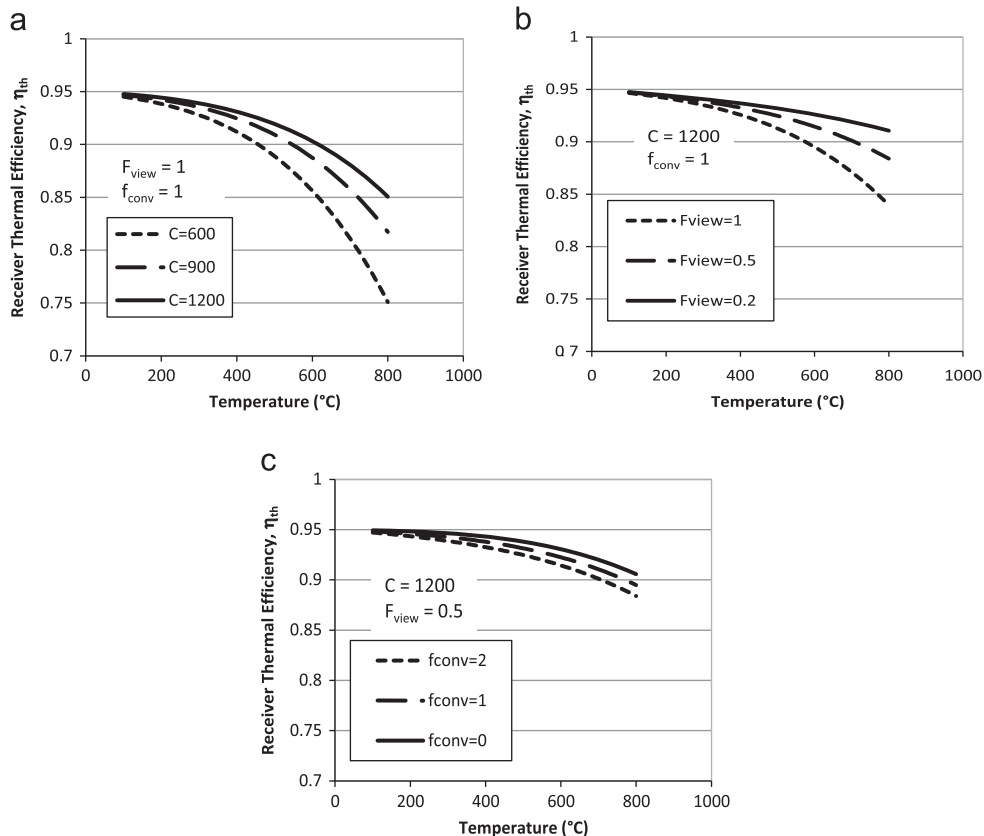 a
1
0.95
0.9
0.85
0.8
0.75
0.7
0
200
400
600
800
1000
Receiver Thermal Efficiency, ηth
Temperature (°C)
Fview = 1
fconv = 1
C=600
C=900
C=1200
b
1
0.95
0.9
0.85
0.8
0.75
0.7
0
200
400
600
800
1000
Receiver Thermal Efficiency, ηth
Temperature (°C)
C = 1200
fconv = 1
Fview=1
Fview=0.5
Fview=0.2
c
1
0.95
0.9
0.85
0.8
0.75
0.7
0
200
400
600
800
1000
Receiver Thermal Efficiency, ηth
Temperature (°C)
C = 1200
Fview = 0.5
fconv=2
fconv=1
fconv=0